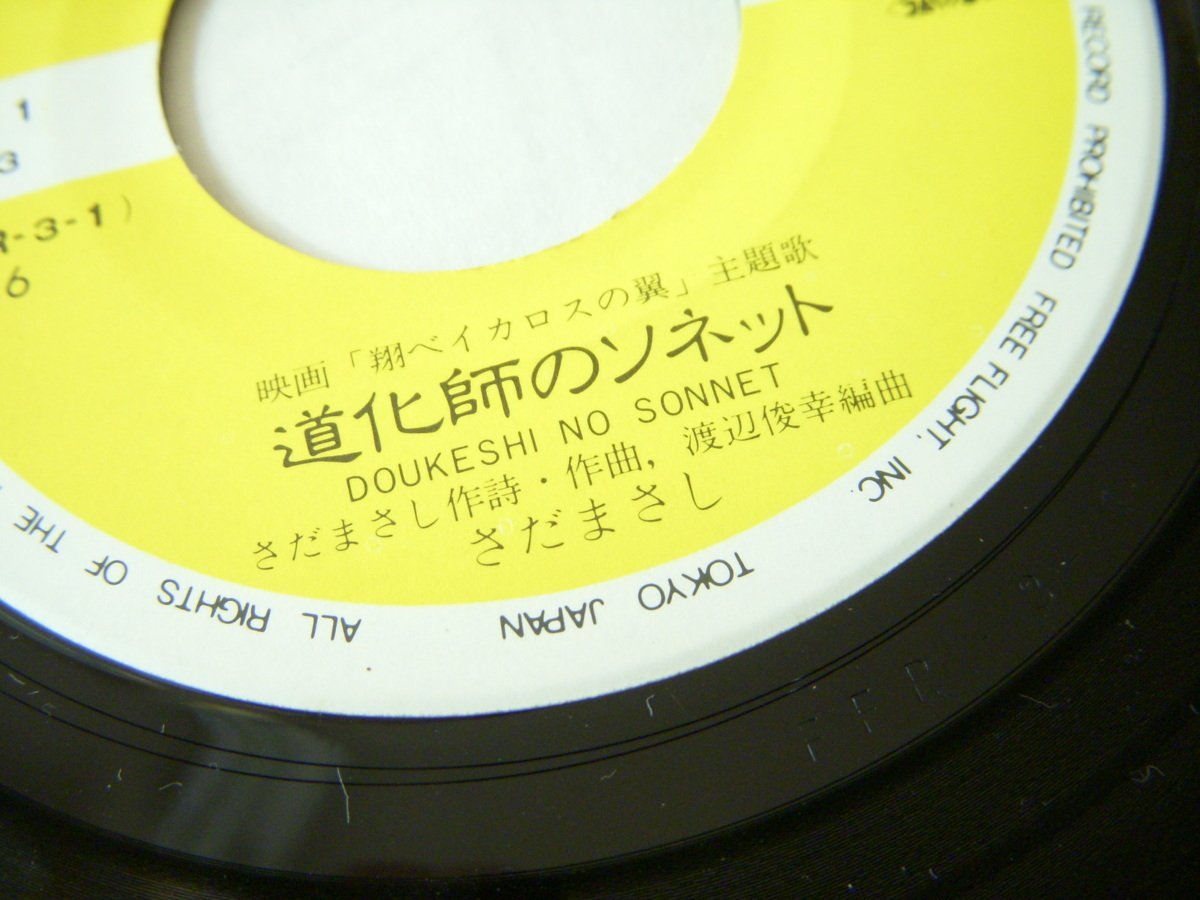 1
3
R-3-1)
6
映画「翔べイカロスの翼」主題歌
道化師のソネット
DOUKESHI NO SONNET
さだまさし作詩・作曲, 渡辺俊幸編曲
さだまさし
ALL RIGHTS OF THE
RECORD PROHIBITED FREE FLIGHT, INC.
TOKYO JAPAN
FFR